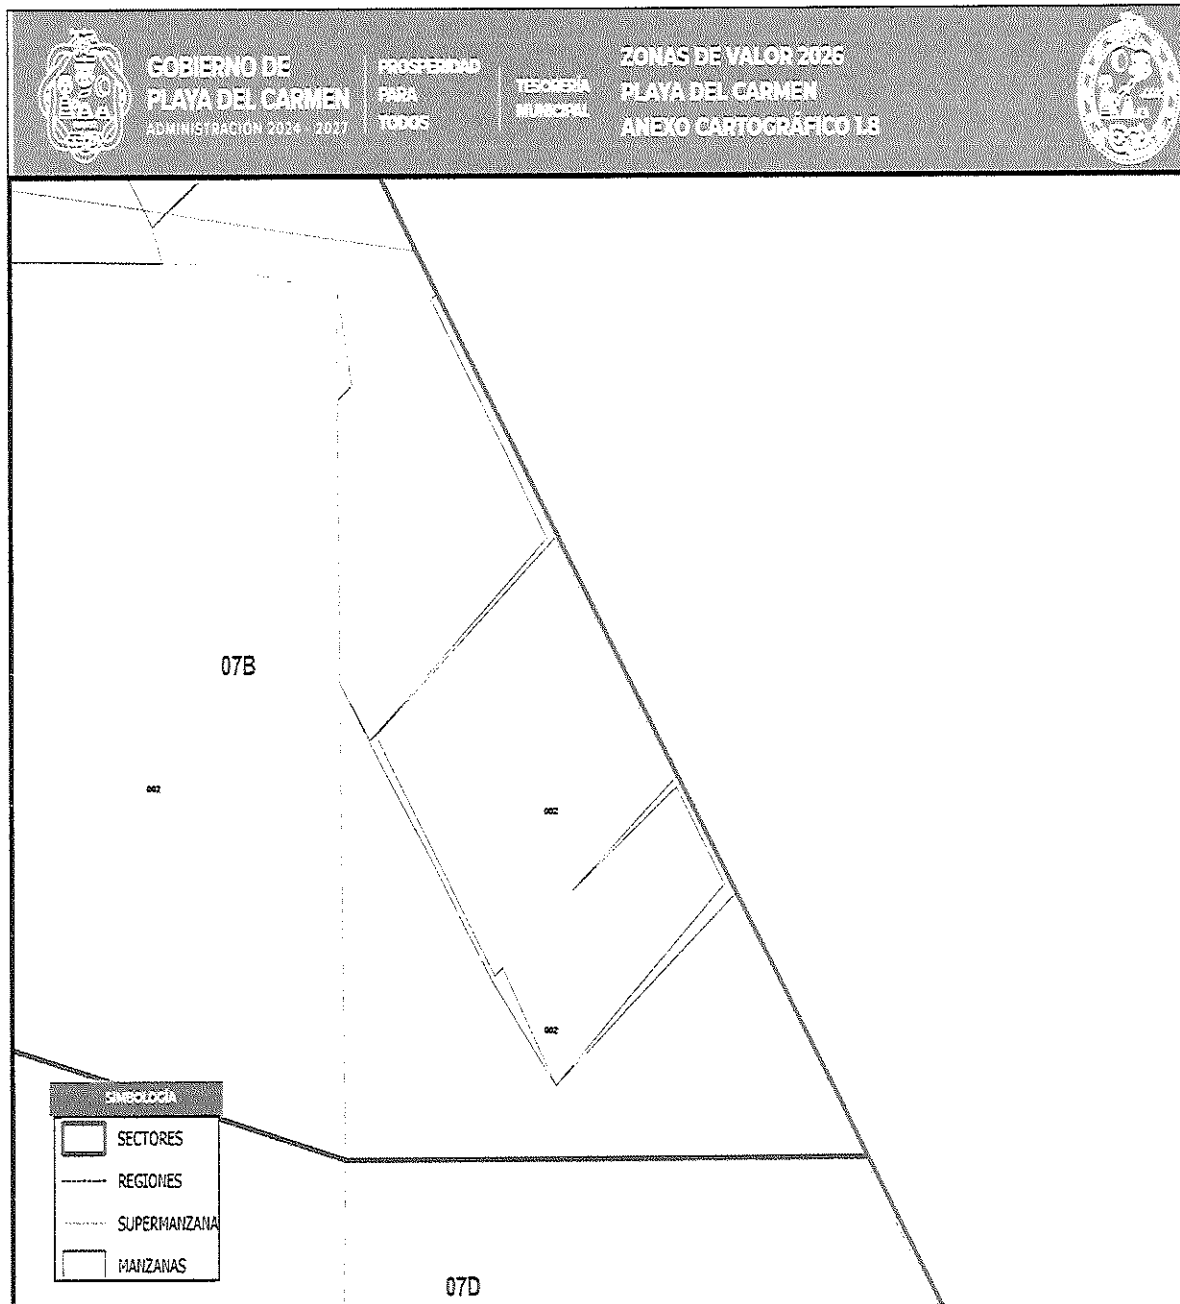 GOBIERNO DE
PLAYA DEL CARMEN
ADMINISTRACIÓN 2024 - 2027
PROSPERIDAD
PARA
TODOS
TESORERÍA
MUNICIPAL
ZONAS DE VALOR 2026
PLAYA DEL CARMEN
ANEXO CARTOGRÁFICO 1.8
07B
002
002
002
SIMBOLOGÍA
SECTORES
REGIONES
SUPERMANZANA
MANZANAS
07D